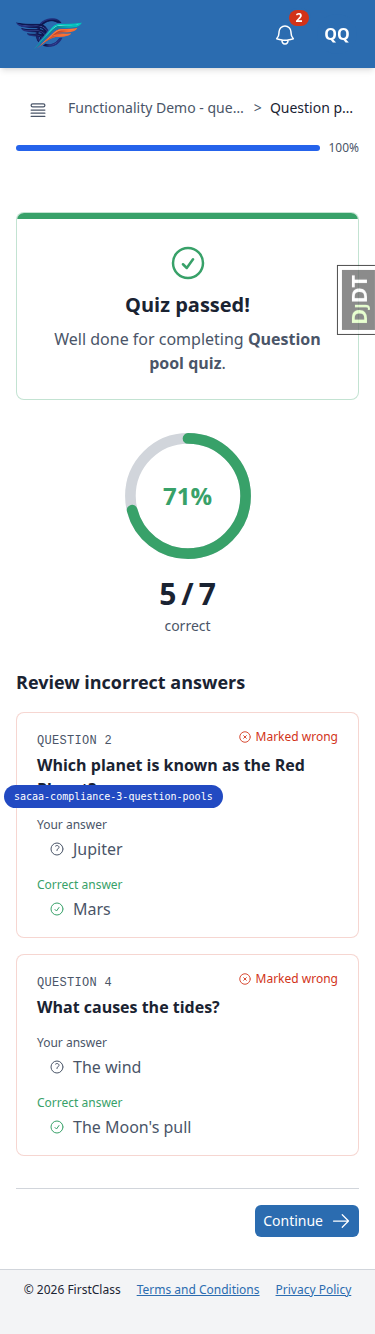 2
QQ
Functionality Demo - que... > Question p...
100%
DJDT
Quiz passed!
Well done for completing Question
pool quiz.
71%
5 / 7
correct
Review incorrect answers
QUESTION 2
Marked wrong
Which planet is known as the Red
sacaa-compliance-3-question-pools
Your answer
Jupiter
Correct answer
Mars
QUESTION 4
Marked wrong
What causes the tides?
Your answer
The wind
Correct answer
The Moon's pull
Continue
© 2026 FirstClass Terms and Conditions Privacy Policy